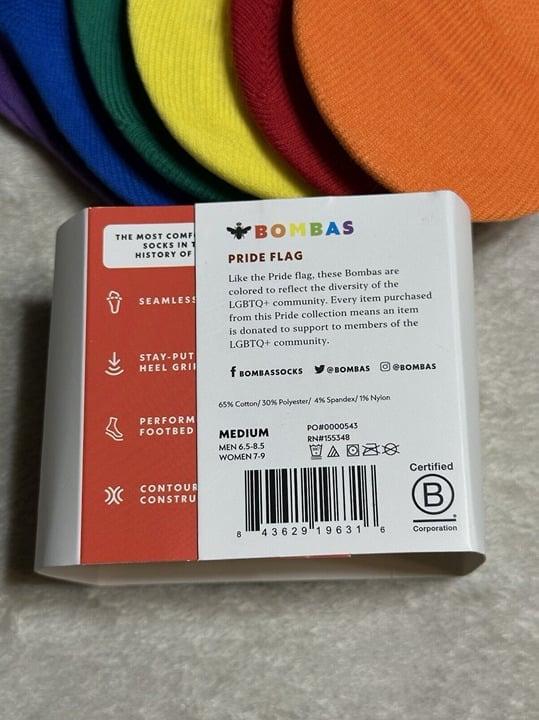 THE MOST COMF
SOCKS IN T
HISTORY OF
SEAMLESS
STAY-PUT
HEEL GRI
PERFORM
FOOTBED
CONTOUR
CONSTRU
BOMBAS
PRIDE FLAG
Like the Pride flag, these Bombas are
colored to reflect the diversity of the
LGBTQ+ community. Every item purchased
from this Pride collection means an item
is donated to support to members of the
LGBTQ+ community.
BOMBASSOCKS @BOMBAS @BOMBAS
65% Cotton/ 30% Polyester/ 4% Spandex/ 1% Nylon
MEDIUM
MEN 6.5-8.5
WOMEN 7-9
PO#0000543
RN#155348
8 43629 19631 6
Certified
B
Corporation